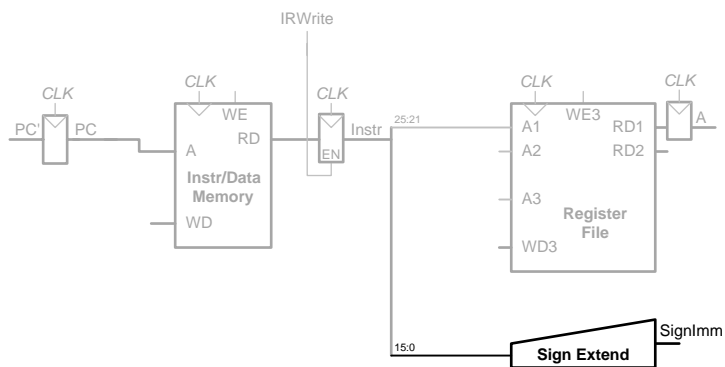 IRWrite
CLK
CLK
CLK
CLK
CLK
PC'
PC
WE
RD
A
Instr/Data
Memory
WD
EN
Instr
25:21
WE3
A1
RD1
A
A2
RD2
A3
Register
File
WD3
15:0
SignImm
Sign Extend